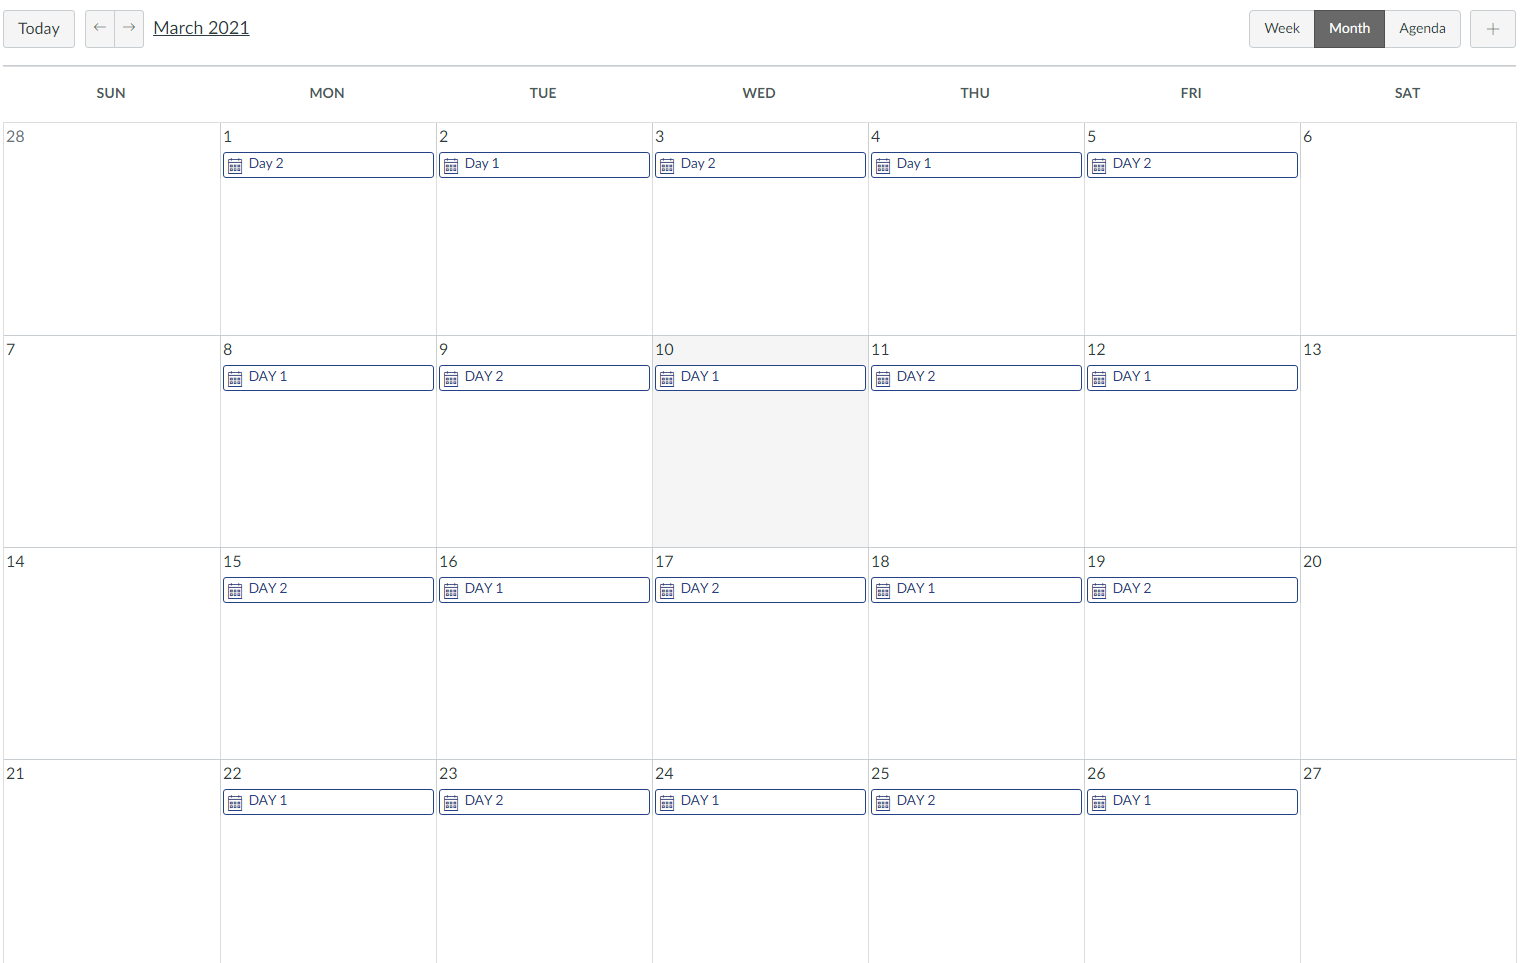 Today ← → March 2021 Week Month Agenda +
SUN MON TUE WED THU FRI SAT
28 1 2 3 4 5 6
Day 2 Day 1 Day 2 Day 1 DAY 2
7 8 9 10 11 12 13
DAY 1 DAY 2 DAY 1 DAY 2 DAY 1
14 15 16 17 18 19 20
DAY 2 DAY 1 DAY 2 DAY 1 DAY 2
21 22 23 24 25 26 27
DAY 1 DAY 2 DAY 1 DAY 2 DAY 1